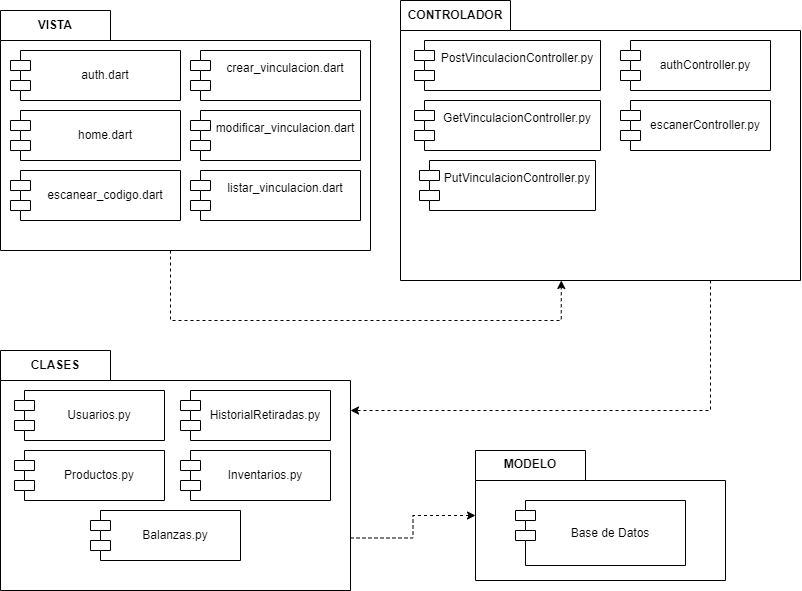 VISTA
auth.dart
crear_vinculacion.dart
home.dart
modificar_vinculacion.dart
escanear_codigo.dart
listar_vinculacion.dart
CONTROLADOR
PostVinculacionController.py
authController.py
GetVinculacionController.py
escanerController.py
PutVinculacionController.py
CLASES
Usuarios.py
HistorialRetiradas.py
Productos.py
Inventarios.py
Balanzas.py
MODELO
Base de Datos